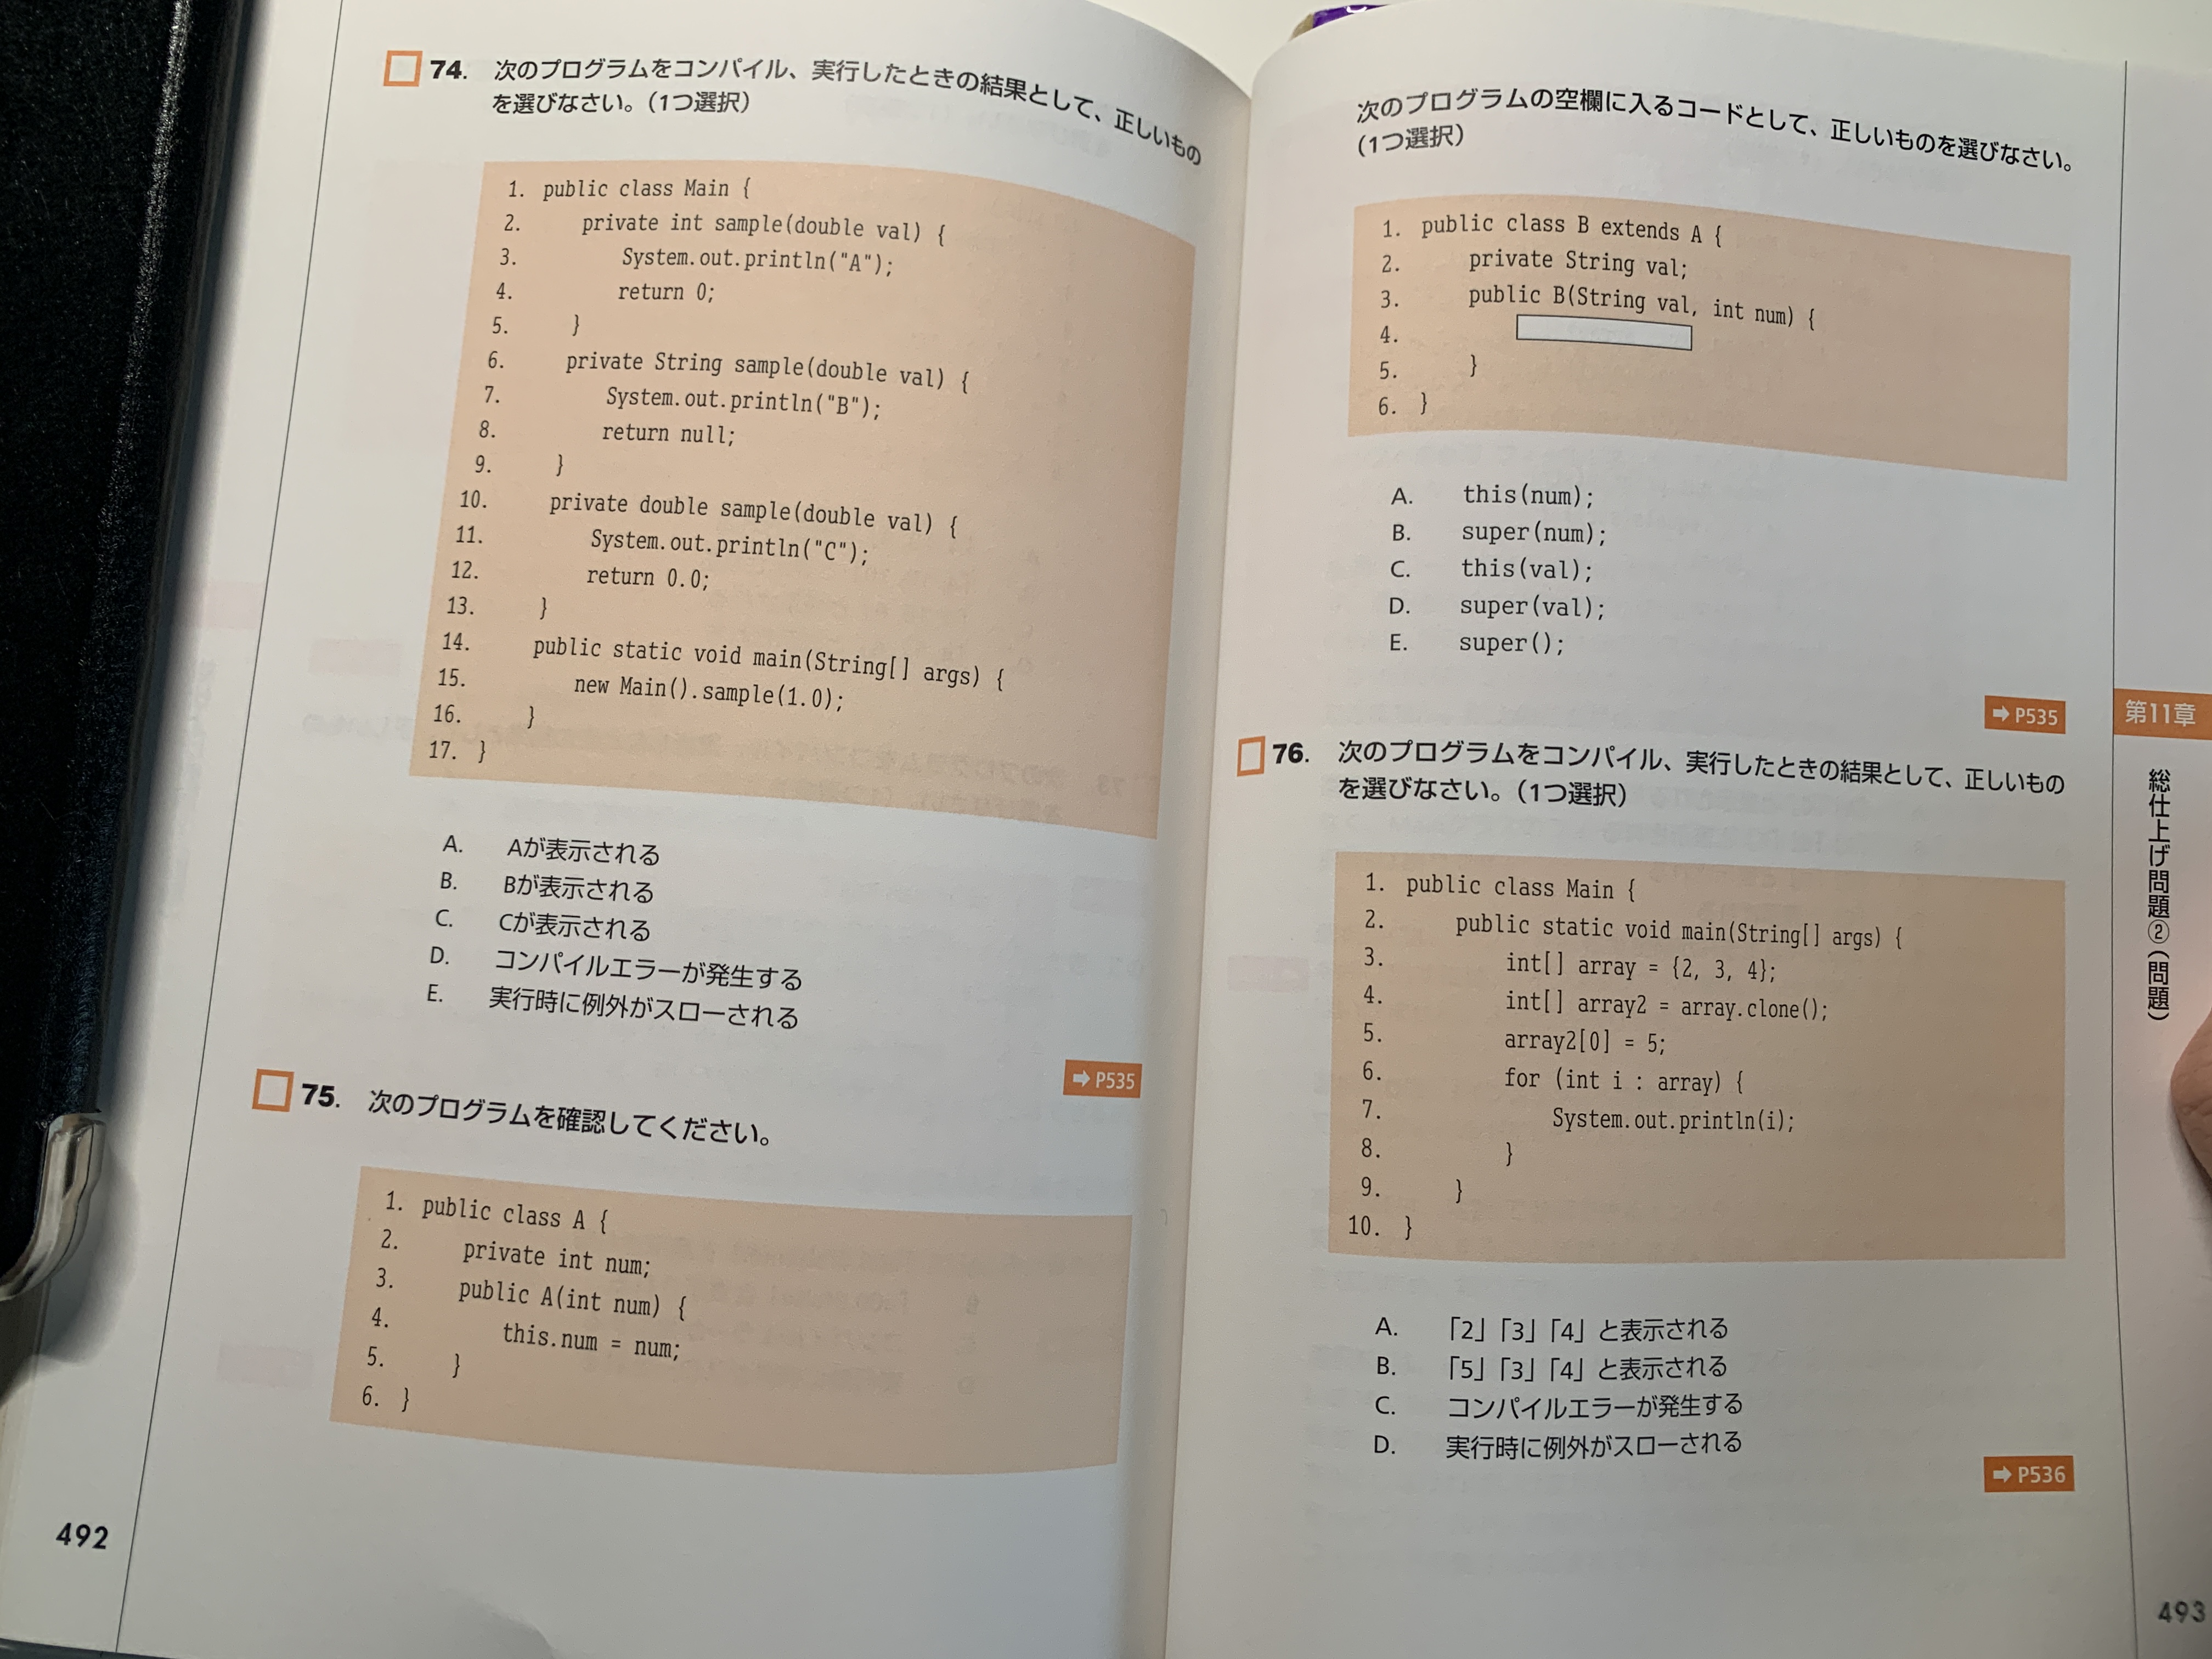 74. 次のプログラムをコンパイル、実行したときの結果として、正しいもの
を選びなさい。（1つ選択）
1. public class Main {
2. private int sample(double val) {
3. System.out.println("A");
4. return 0;
5. }
6. private String sample(double val) {
7. System.out.println("B");
8. return null;
9. }
10. private double sample(double val) {
11. System.out.println("C");
12. return 0.0;
13. }
14. public static void main(String[] args) {
15. new Main().sample(1.0);
16. }
17. }
A. Aが表示される
B. Bが表示される
C. Cが表示される
D. コンパイルエラーが発生する
E. 実行時に例外がスローされる
➡ P535
75. 次のプログラムを確認してください。
1. public class A {
2. private int num;
3. public A(int num) {
4. this.num = num;
5. }
6. }
492
次のプログラムの空欄に入るコードとして、正しいものを選びなさい。
（1つ選択）
1. public class B extends A {
2. private String val;
3. public B(String val, int num) {
4.
5. }
6. }
A. this(num);
B. super(num);
C. this(val);
D. super(val);
E. super();
➡ P535
76. 次のプログラムをコンパイル、実行したときの結果として、正しいもの
を選びなさい。（1つ選択）
1. public class Main {
2. public static void main(String[] args) {
3. int[] array = {2, 3, 4};
4. int[] array2 = array.clone();
5. array2[0] = 5;
6. for (int i : array) {
7. System.out.println(i);
8. }
9. }
10. }
A. 「2」「3」「4」と表示される
B. 「5」「3」「4」と表示される
C. コンパイルエラーが発生する
D. 実行時に例外がスローされる
➡ P536
第11章
総仕上げ問題②（問題）
493